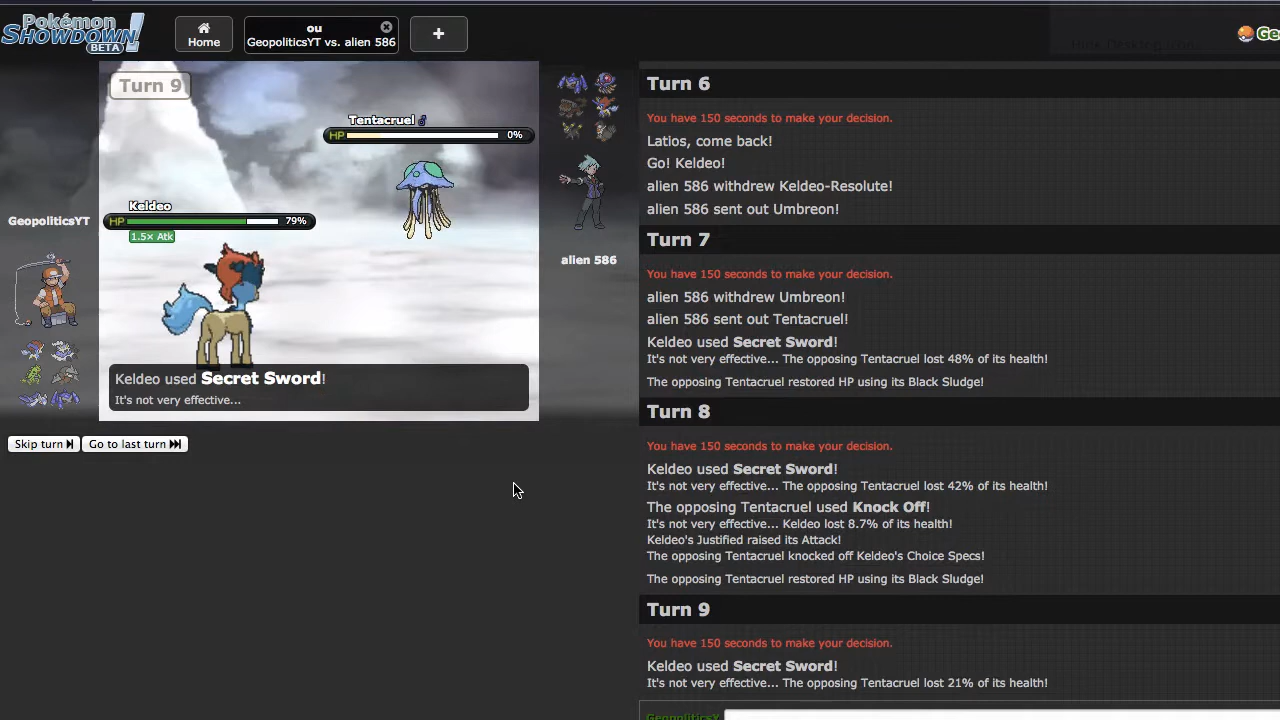 Pokémon
SHOWDOWN!
BETA
Home
ou
GeopoliticsYT vs. alien 586
+
Turn 9
Tentacruel ♂
HP 0%
Keldeo
HP 79%
1.5× Atk
GeopoliticsYT
alien 586
Keldeo used Secret Sword!
It's not very effective...
Skip turn
Go to last turn
Turn 6
You have 150 seconds to make your decision.
Latios, come back!
Go! Keldeo!
alien 586 withdrew Keldeo-Resolute!
alien 586 sent out Umbreon!
Turn 7
You have 150 seconds to make your decision.
alien 586 withdrew Umbreon!
alien 586 sent out Tentacruel!
Keldeo used Secret Sword!
It's not very effective... The opposing Tentacruel lost 48% of its health!
The opposing Tentacruel restored HP using its Black Sludge!
Turn 8
You have 150 seconds to make your decision.
Keldeo used Secret Sword!
It's not very effective... The opposing Tentacruel lost 42% of its health!
The opposing Tentacruel used Knock Off!
It's not very effective... Keldeo lost 8.7% of its health!
Keldeo's Justified raised its Attack!
The opposing Tentacruel knocked off Keldeo's Choice Specs!
The opposing Tentacruel restored HP using its Black Sludge!
Turn 9
You have 150 seconds to make your decision.
Keldeo used Secret Sword!
It's not very effective... The opposing Tentacruel lost 21% of its health!